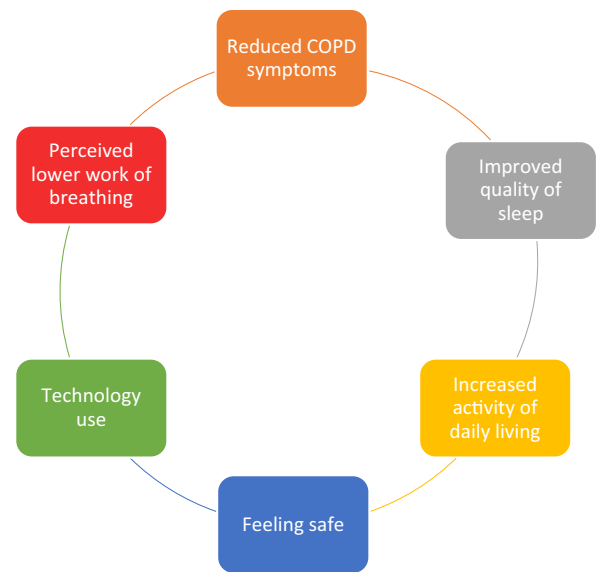 Reduced COPD
symptoms
Perceived
lower work of
breathing
Improved
quality of
sleep
Technology
use
Increased
activity of
daily living
Feeling safe